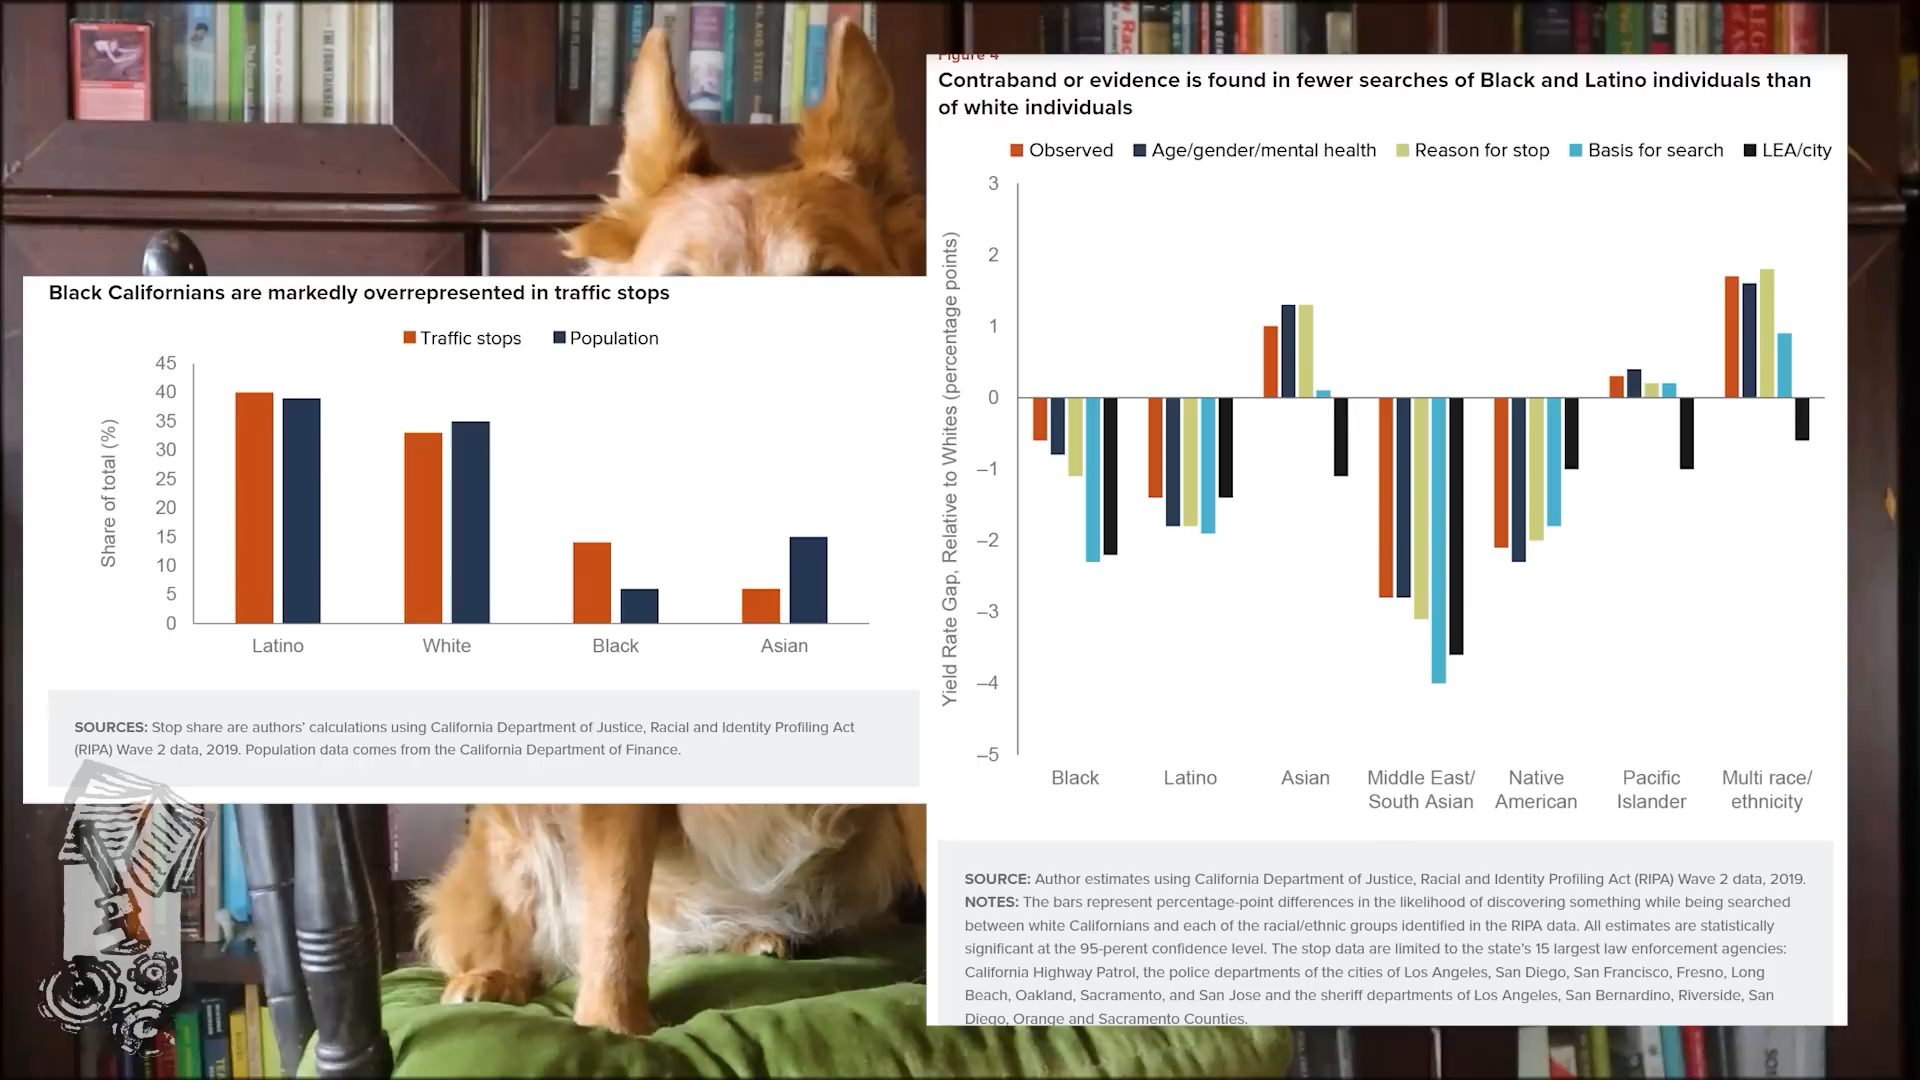 THE FOUNTAINHEAD
AND STEEL
Black Californians are markedly overrepresented in traffic stops
Traffic stops
Population
Share of total (%)
45
40
35
30
25
20
15
10
5
0
Latino
White
Black
Asian
SOURCES: Stop share are authors’ calculations using California Department of Justice, Racial and Identity Profiling Act
(RIPA) Wave 2 data, 2019. Population data comes from the California Department of Finance.
Figure 4
Contraband or evidence is found in fewer searches of Black and Latino individuals than
of white individuals
Observed
Age/gender/mental health
Reason for stop
Basis for search
LEA/city
Yield Rate Gap, Relative to Whites (percentage points)
3
2
1
0
–1
–2
–3
–4
–5
Black
Latino
Asian
Middle East/
South Asian
Native
American
Pacific
Islander
Multi race/
ethnicity
SOURCE: Author estimates using California Department of Justice, Racial and Identity Profiling Act (RIPA) Wave 2 data, 2019.
NOTES: The bars represent percentage-point differences in the likelihood of discovering something while being searched
between white Californians and each of the racial/ethnic groups identified in the RIPA data. All estimates are statistically
significant at the 95-perent confidence level. The stop data are limited to the state’s 15 largest law enforcement agencies:
California Highway Patrol, the police departments of the cities of Los Angeles, San Diego, San Francisco, Fresno, Long
Beach, Oakland, Sacramento, and San Jose and the sheriff departments of Los Angeles, San Bernardino, Riverside, San
Diego, Orange and Sacramento Counties.